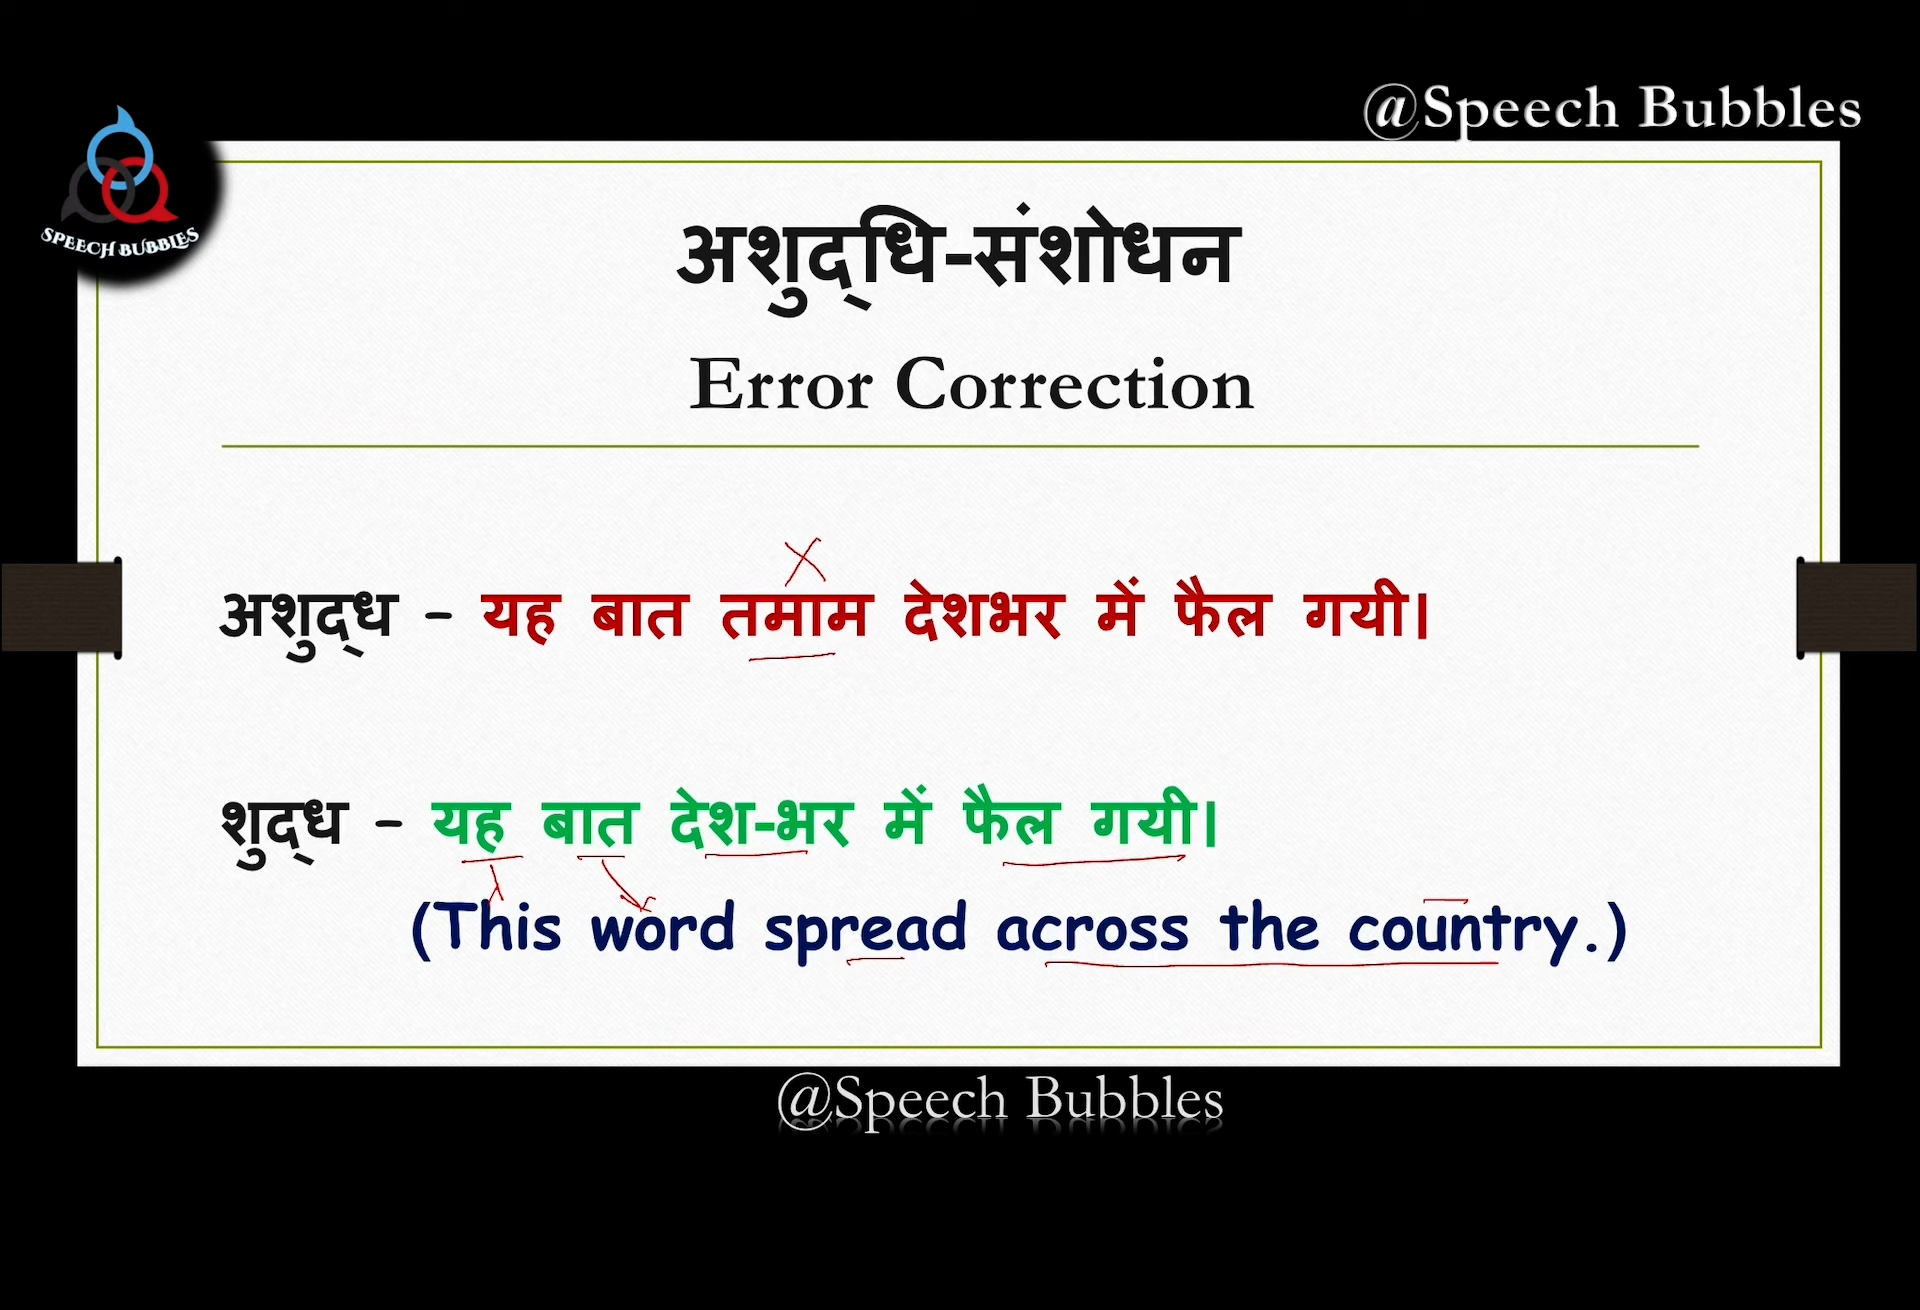 @Speech Bubbles
SPEECH BUBBLES
अशुद्‌धि-संशोधन
Error Correction
अशुद्‌ध – यह बात तमाम देशभर में फैल गयी।
शुद्‌ध – यह बात देश-भर में फैल गयी।
(This word spread across the country.)
@Speech Bubbles